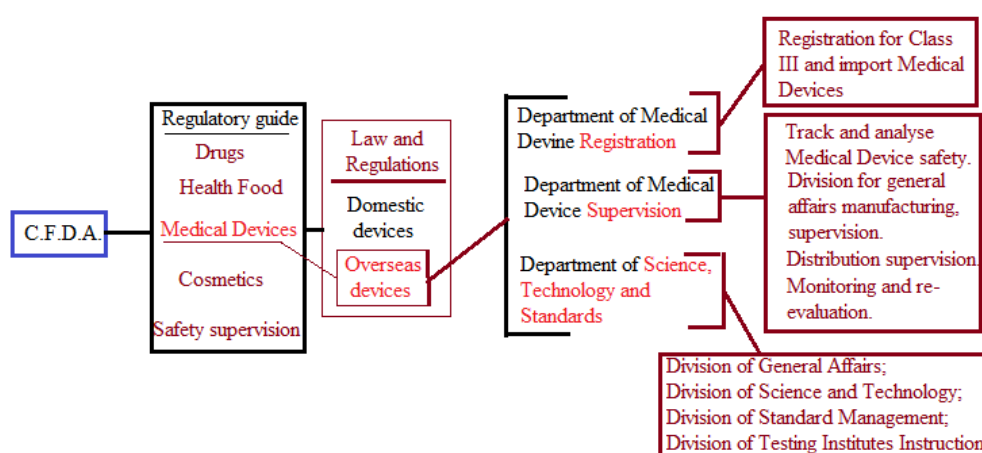 C.F.D.A.
Regulatory guide
Drugs
Health Food
Medical Devices
Cosmetics
Safety supervision
Law and
Regulations
Domestic
devices
Overseas
devices
Department of Medical
Devine Registration
Department of Medical
Device Supervision
Department of Science,
Technology and
Standards
Registration for Class
III and import Medical
Devices
Track and analyse
Medical Device safety.
Division for general
affairs manufacturing,
supervision.
Distribution supervision.
Monitoring and re-
evaluation.
Division of General Affairs;
Division of Science and Technology;
Division of Standard Management;
Division of Testing Institutes Instruction